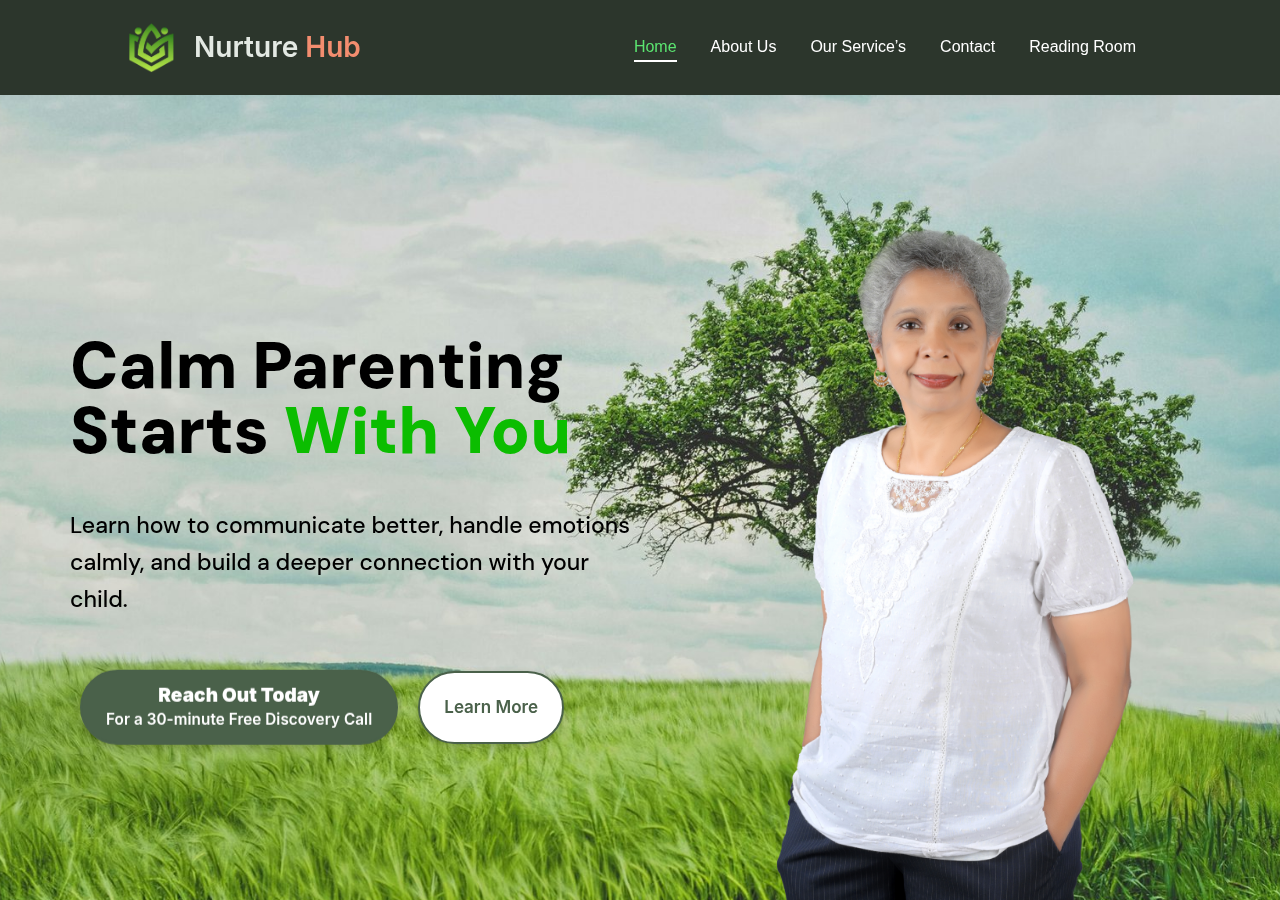 Nurture Hub
Home
About Us
Our Service's
Contact
Reading Room
Calm Parenting
Starts With You
Learn how to communicate better, handle emotions
calmly, and build a deeper connection with your
child.
Reach Out Today
For a 30-minute Free Discovery Call
Learn More